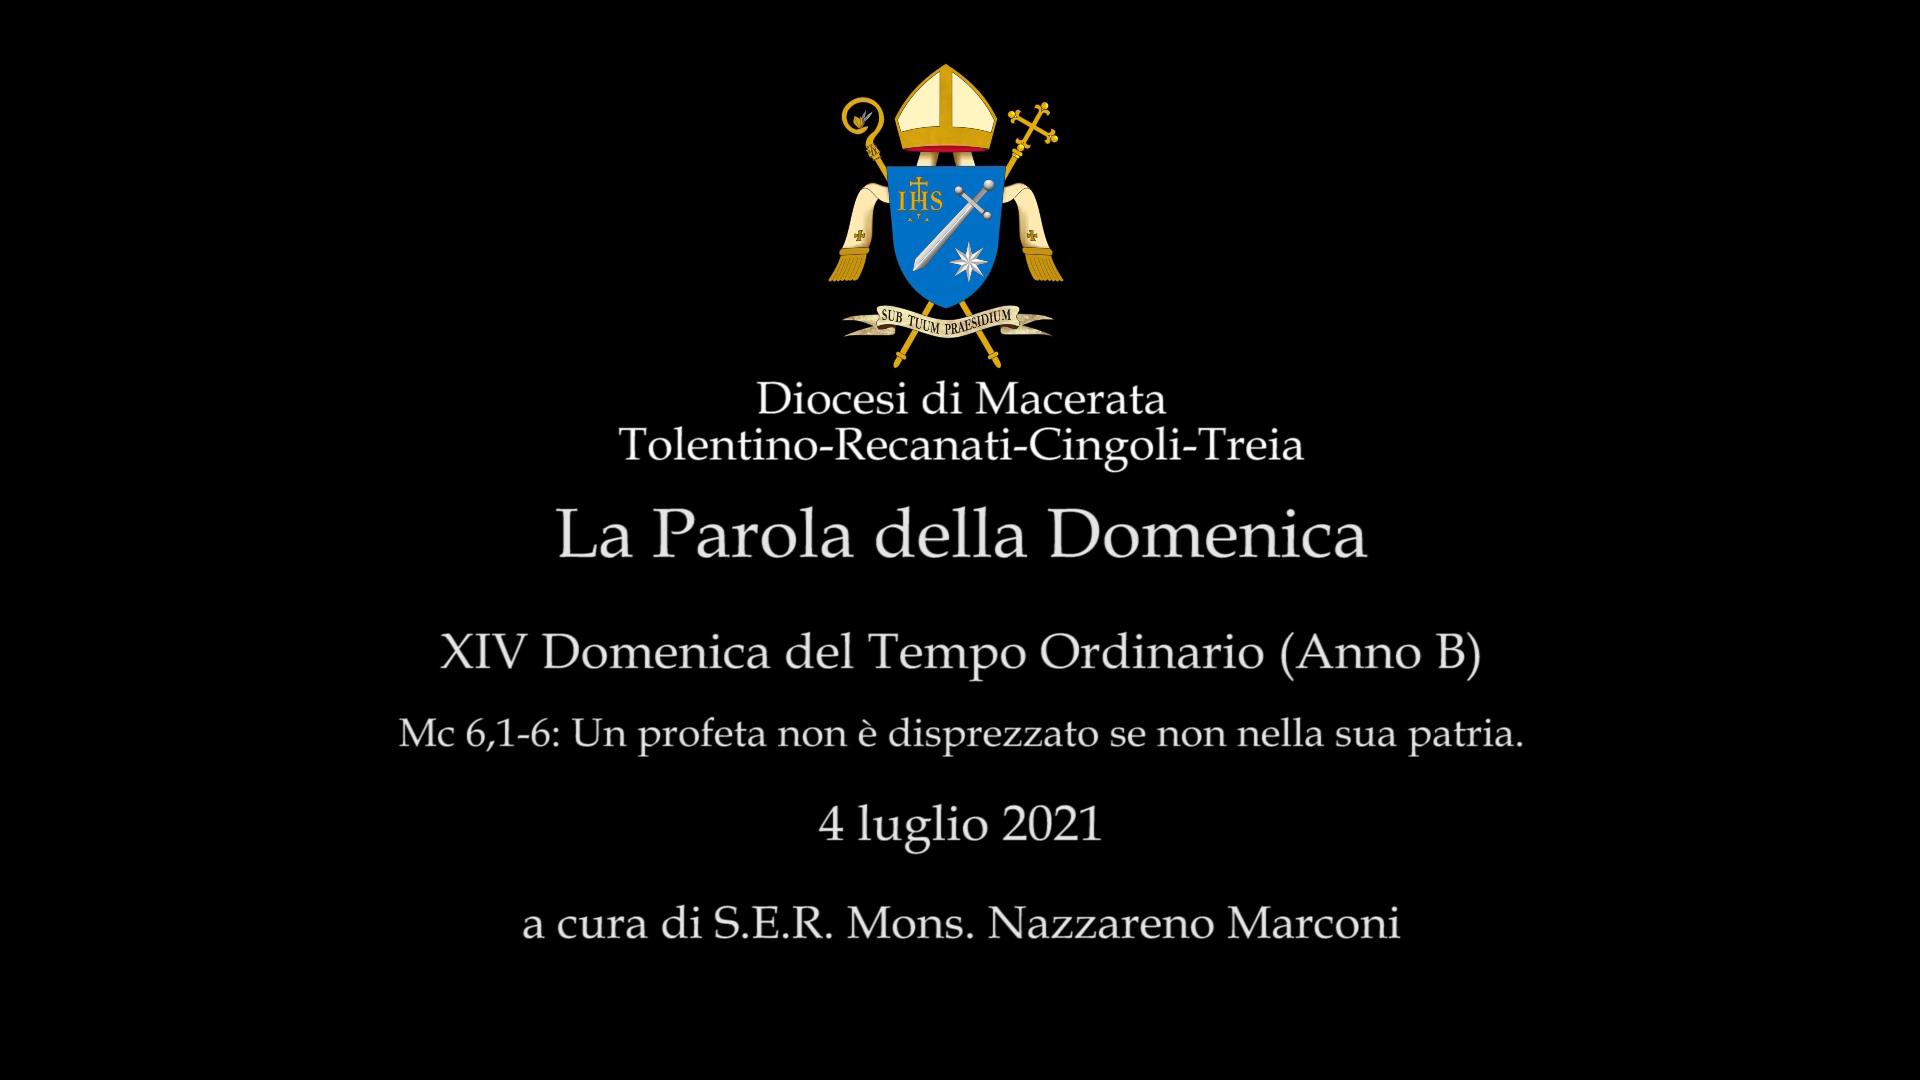 IHS
SUB TUUM PRAESIDIUM
Diocesi di Macerata
Tolentino-Recanati-Cingoli-Treia
La Parola della Domenica
XIV Domenica del Tempo Ordinario (Anno B)
Mc 6,1-6: Un profeta non è disprezzato se non nella sua patria.
4 luglio 2021
a cura di S.E.R. Mons. Nazzareno Marconi